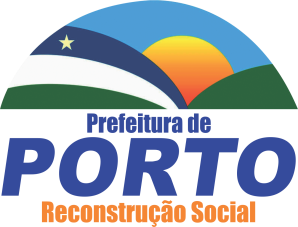 Prefeitura de
PORTO
Reconstrução Social